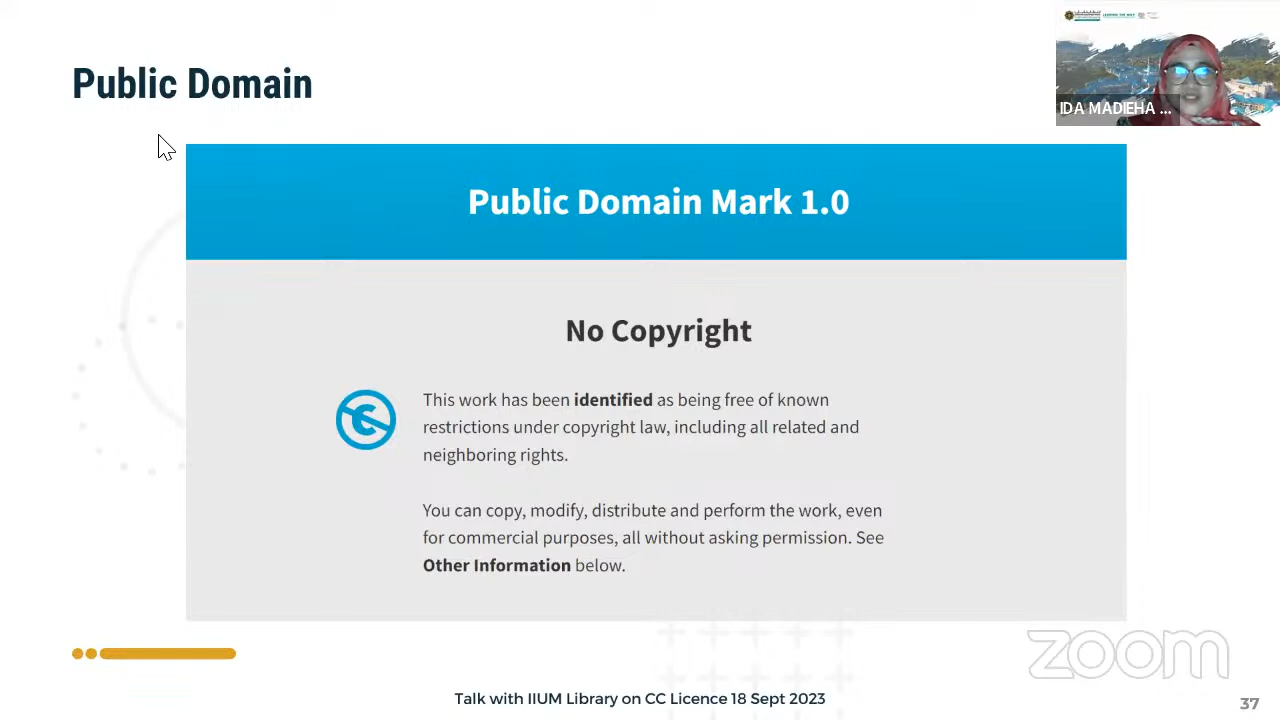 Public Domain
IDA MADIEHA ...
Public Domain Mark 1.0
No Copyright
This work has been identified as being free of known
restrictions under copyright law, including all related and
neighboring rights.
You can copy, modify, distribute and perform the work, even
for commercial purposes, all without asking permission. See
Other Information below.
zoom
Talk with IIUM Library on CC Licence 18 Sept 2023
37